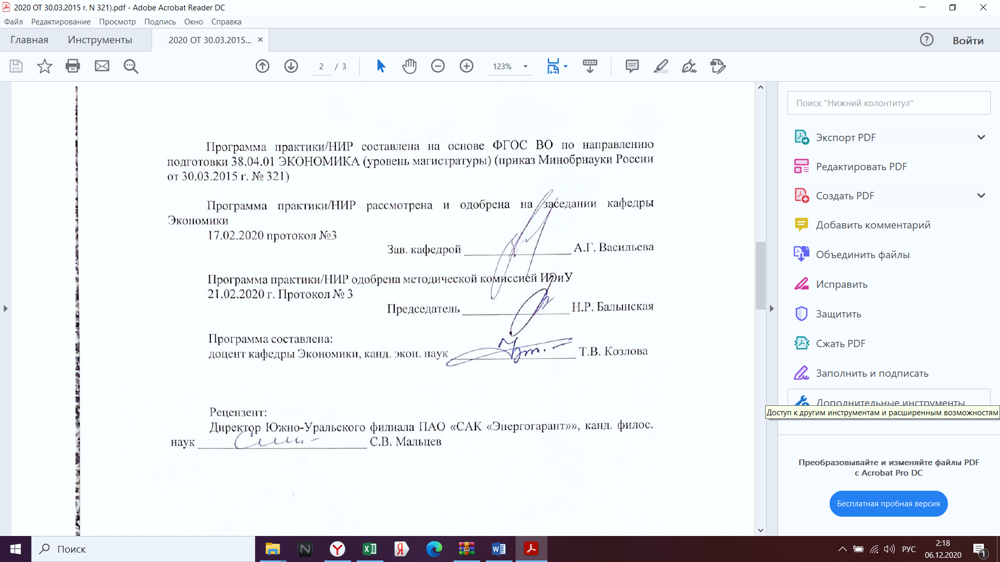 2020 ОТ 30.03.2015 г. N 321).pdf - Adobe Acrobat Reader DC
Файл Редактирование Просмотр Подпись Окно Справка
Главная Инструменты 2020 ОТ 30.03.2015... × Войти
2 / 3 123%
Программа практики/НИР составлена на основе ФГОС ВО по направлению
подготовки 38.04.01 ЭКОНОМИКА (уровень магистратуры) (приказ Минобрнауки России
от 30.03.2015 г. № 321)
Программа практики/НИР рассмотрена и одобрена на заседании кафедры
Экономики
17.02.2020 протокол №3
Зав. кафедрой А.Г. Васильева
Программа практики/НИР одобрена методической комиссией ИЭиУ
21.02.2020 г. Протокол № 3
Председатель Н.Р. Балынская
Программа составлена:
доцент кафедры Экономики, канд. экон. наук Т.В. Козлова
Рецензент:
Директор Южно-Уральского филиала ПАО «САК «Энергогарант»», канд. филос.
наук С.В. Мальцев
Поиск "Нижний колонтитул"
Экспорт PDF
Редактировать PDF
Создать PDF
Добавить комментарий
Объединить файлы
Исправить
Защитить
Сжать PDF
Заполнить и подписать
Дополнительные инструменты
Доступ к другим инструментам и расширенным возможностям
Преобразовывайте и изменяйте файлы PDF
с Acrobat Pro DC
Бесплатная пробная версия
Поиск
РУС
2:18
06.12.2020
1